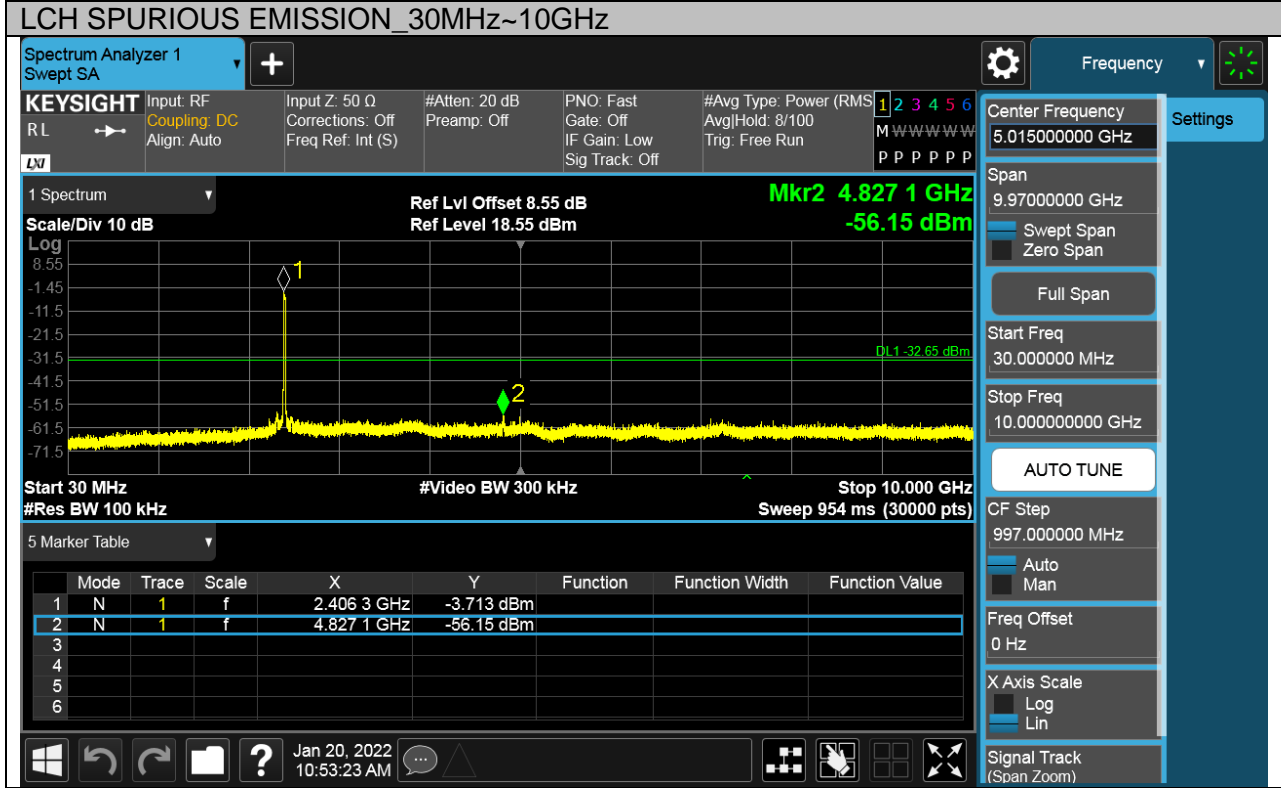 LCH SPURIOUS EMISSION_30MHz~10GHz
Spectrum Analyzer 1
Swept SA
+
Frequency
KEYSIGHT
RL
LXI
Input: RF
Coupling: DC
Align: Auto
Input Z: 50 Ω
Corrections: Off
Freq Ref: Int (S)
#Atten: 20 dB
Preamp: Off
PNO: Fast
Gate: Off
IF Gain: Low
Sig Track: Off
#Avg Type: Power (RMS
Avg|Hold: 8/100
Trig: Free Run
1 2 3 4 5 6
M W W W W W
P P P P P P
1 Spectrum
Scale/Div 10 dB
Ref Lvl Offset 8.55 dB
Ref Level 18.55 dBm
Mkr2 4.827 1 GHz
-56.15 dBm
Log
8.55
-1.45
-11.5
-21.5
-31.5
-41.5
-51.5
-61.5
-71.5
1
2
DL1 -32.65 dBm
Start 30 MHz
#Video BW 300 kHz
Stop 10.000 GHz
#Res BW 100 kHz
Sweep 954 ms (30000 pts)
5 Marker Table
Mode Trace Scale X Y Function Function Width Function Value
1 N 1 f 2.406 3 GHz -3.713 dBm
2 N 1 f 4.827 1 GHz -56.15 dBm
3
4
5
6
?
Jan 20, 2022
10:53:23 AM
Center Frequency
5.015000000 GHz
Settings
Span
9.97000000 GHz
Swept Span
Zero Span
Full Span
Start Freq
30.000000 MHz
Stop Freq
10.000000000 GHz
AUTO TUNE
CF Step
997.000000 MHz
Auto
Man
Freq Offset
0 Hz
X Axis Scale
Log
Lin
Signal Track
(Span Zoom)